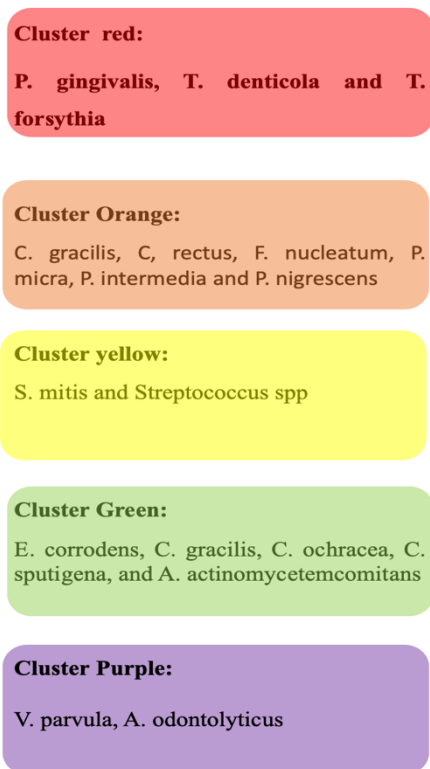 Cluster red:
P. gingivalis, T. denticola and T.
forsythia
Cluster Orange:
C. gracilis, C, rectus, F. nucleatum, P.
micra, P. intermedia and P. nigrescens
Cluster yellow:
S. mitis and Streptococcus spp
Cluster Green:
E. corrodens, C. gracilis, C. ochracea, C.
sputigena, and A. actinomycetemcomitans
Cluster Purple:
V. parvula, A. odontolyticus